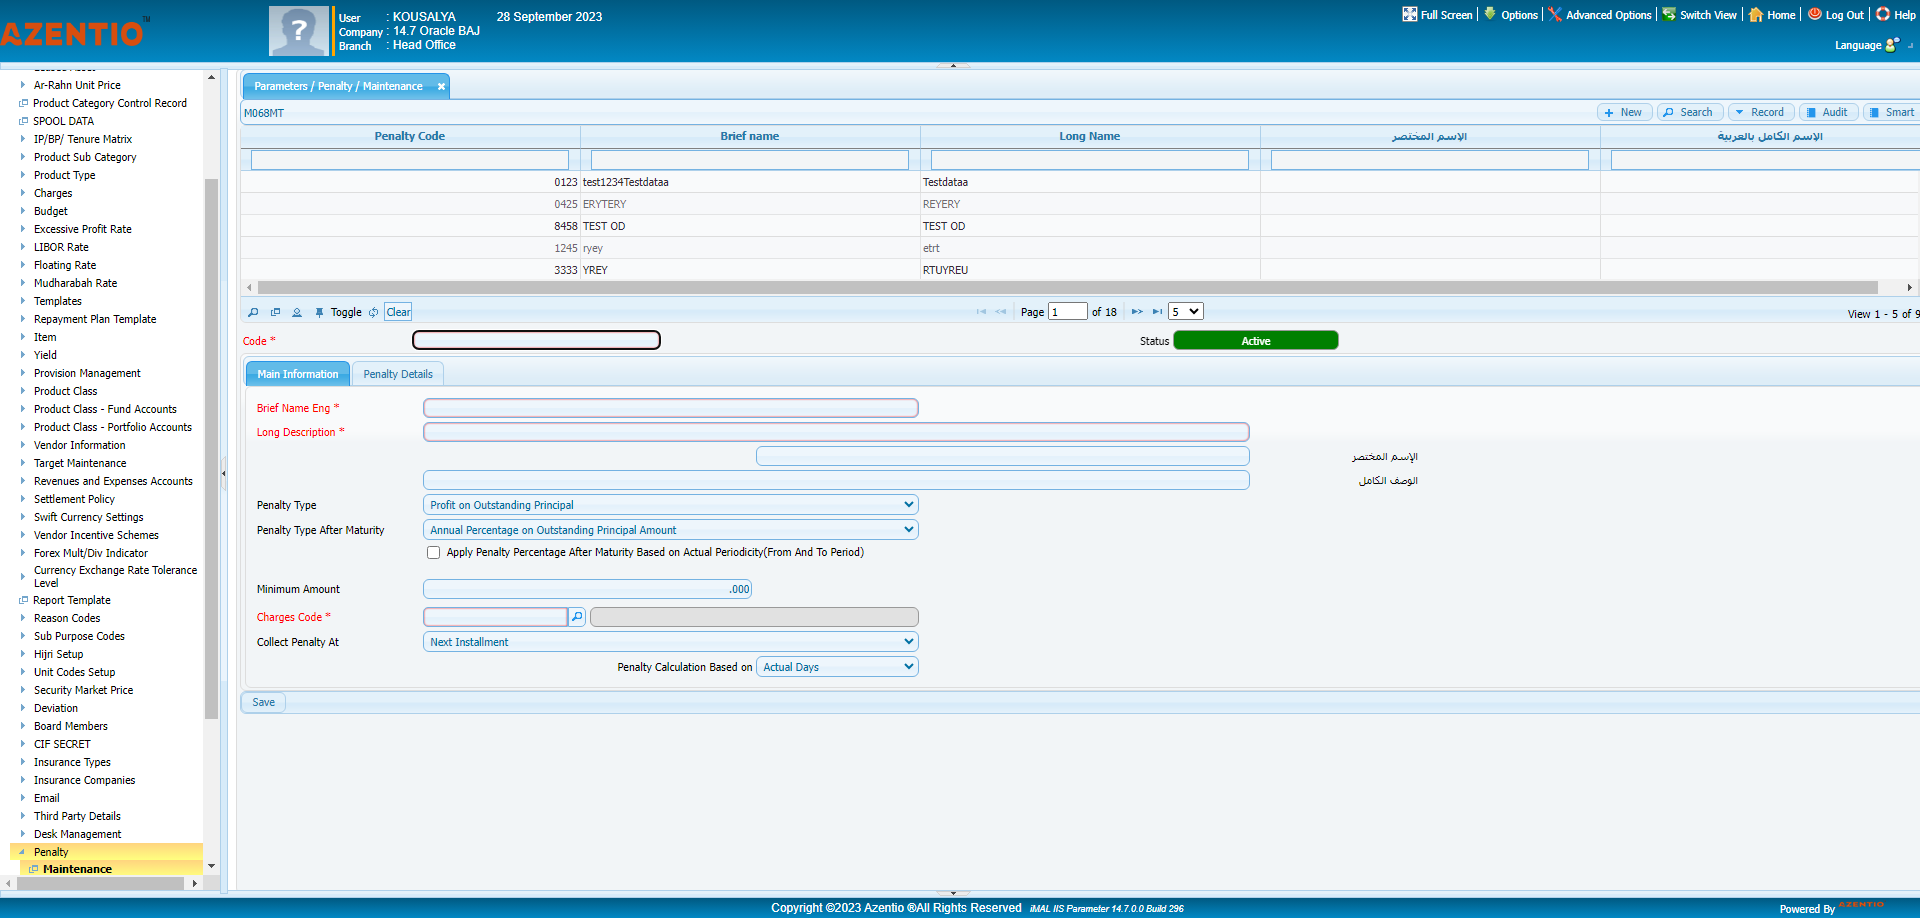 AZENTIO™
User : KOUSALYA
Company : 14.7 Oracle BAJ
Branch : Head Office
28 September 2023
Full Screen
Options
Advanced Options
Switch View
Home
Log Out
Help
Language
Ar-Rahn Unit Price
Product Category Control Record
SPOOL DATA
IP/BP/ Tenure Matrix
Product Sub Category
Product Type
Charges
Budget
Excessive Profit Rate
LIBOR Rate
Floating Rate
Mudharabah Rate
Templates
Repayment Plan Template
Item
Yield
Provision Management
Product Class
Product Class - Fund Accounts
Product Class - Portfolio Accounts
Vendor Information
Target Maintenance
Revenues and Expenses Accounts
Settlement Policy
Swift Currency Settings
Vendor Incentive Schemes
Forex Mult/Div Indicator
Currency Exchange Rate Tolerance
Level
Report Template
Reason Codes
Sub Purpose Codes
Hijri Setup
Unit Codes Setup
Security Market Price
Deviation
Board Members
CIF SECRET
Insurance Types
Insurance Companies
Email
Third Party Details
Desk Management
Penalty
Maintenance
Parameters / Penalty / Maintenance
M068MT
New
Search
Record
Audit
Smart
Penalty Code Brief name Long Name الإسم المختصر الإسم الكامل بالعربية
0123 test1234Testdataa Testdataa
0425 ERYTERY REYERY
8458 TEST OD TEST OD
1245 ryey etrt
3333 YREY RTUYREU
Toggle Clear
Page 1 of 18
5
View 1 - 5 of 9
Code *
Status Active
Main Information Penalty Details
Brief Name Eng *
Long Description *
الإسم المختصر
الوصف الكامل
Penalty Type Profit on Outstanding Principal
Penalty Type After Maturity Annual Percentage on Outstanding Principal Amount
Apply Penalty Percentage After Maturity Based on Actual Periodicity(From And To Period)
Minimum Amount .000
Charges Code *
Collect Penalty At Next Installment
Penalty Calculation Based on Actual Days
Save
Copyright ©2023 Azentio ®All Rights Reserved iMAL IIS Parameter 14.7.0.0 Build 296
Powered By AZENTIO